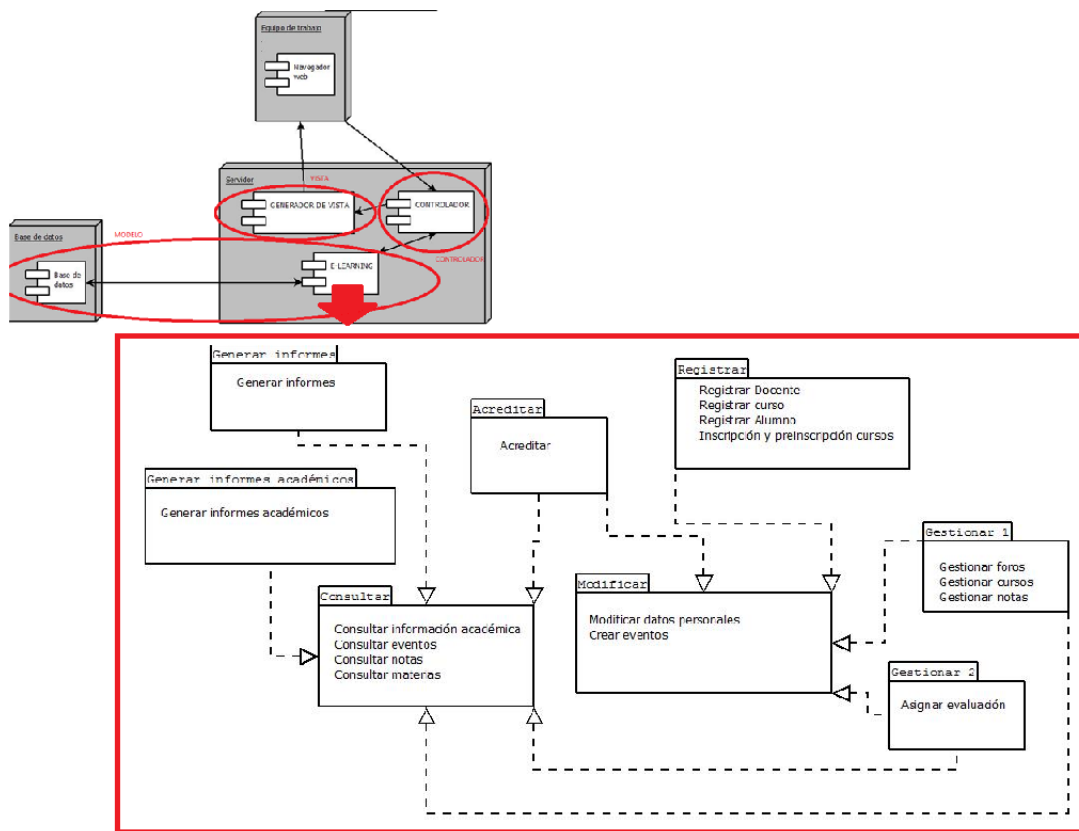 Equipo de trabajo
Navegador
web
Servidor
VISTA
GENERADOR DE VISTA
CONTROLADOR
Base de datos
MODELO
CONTROLADOR
E-LEARNING
Base de
datos
Generar informes
Generar informes
Registrar
Registrar Docente
Registrar curso
Registrar Alumno
Inscripción y preinscripción cursos
Acreditar
Acreditar
Generar informes académicos
Generar informes académicos
Gestionar 1
Gestionar foros
Gestionar cursos
Gestionar notas
Modificar
Modificar datos personales
Crear eventos
Consultar
Consultar información académica
Consultar eventos
Consultar notas
Consultar materias
Gestionar 2
Asignar evaluación